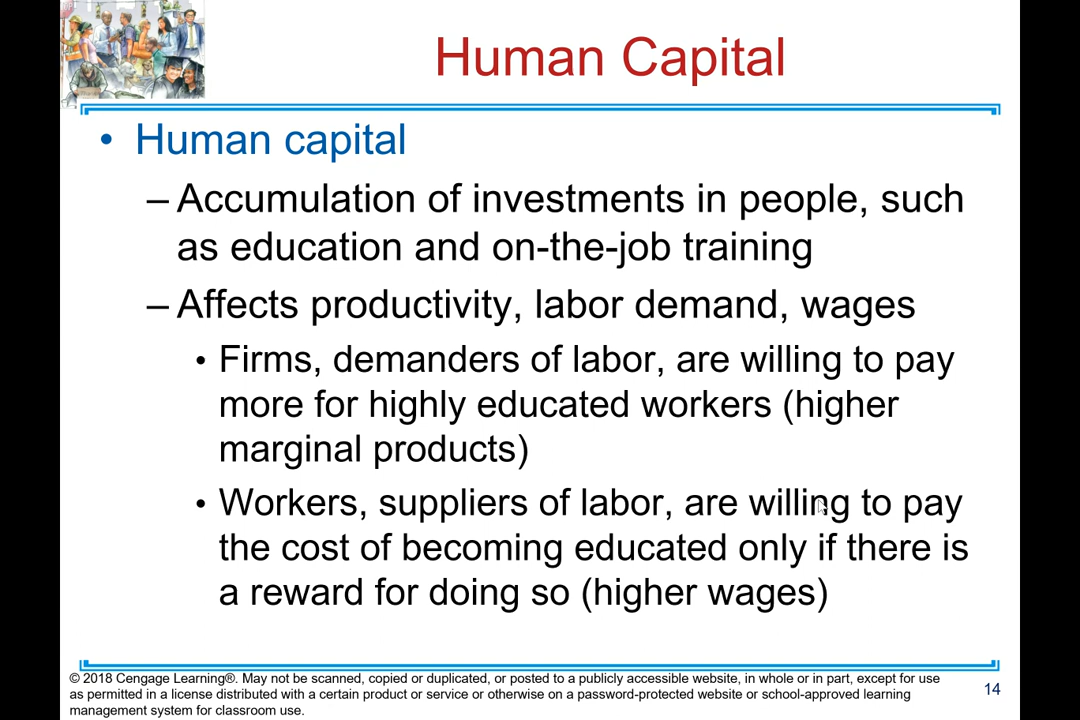 Human Capital
• Human capital
– Accumulation of investments in people, such
as education and on-the-job training
– Affects productivity, labor demand, wages
• Firms, demanders of labor, are willing to pay
more for highly educated workers (higher
marginal products)
• Workers, suppliers of labor, are willing to pay
the cost of becoming educated only if there is
a reward for doing so (higher wages)
© 2018 Cengage Learning®. May not be scanned, copied or duplicated, or posted to a publicly accessible website, in whole or in part, except for use
as permitted in a license distributed with a certain product or service or otherwise on a password-protected website or school-approved learning
management system for classroom use.
14